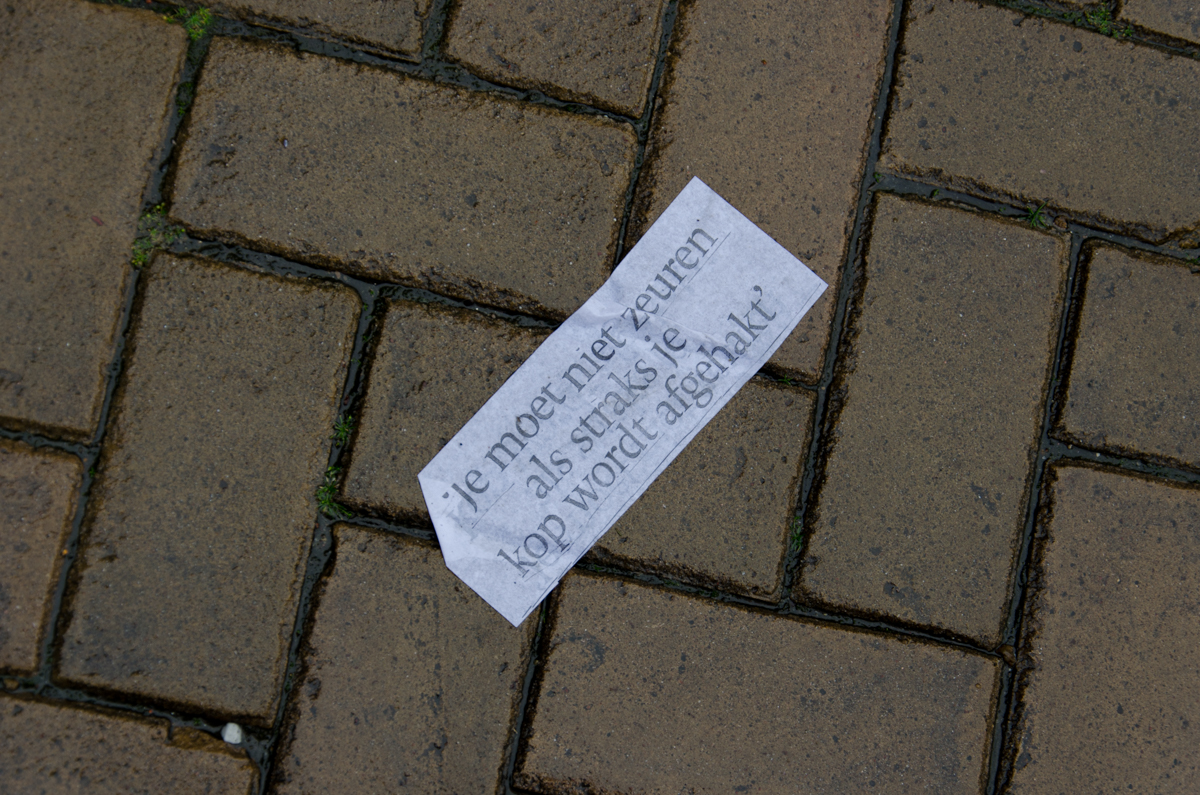 je moet niet zeuren
als straks je
kop wordt afgehakt’